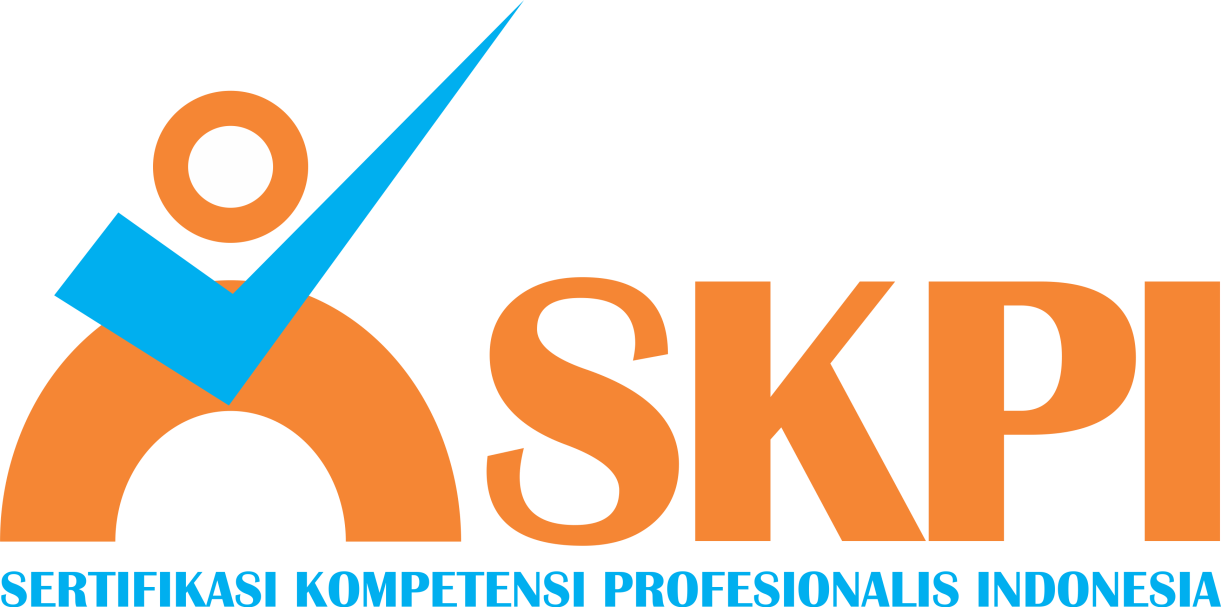 SKPI
SERTIFIKASI KOMPETENSI PROFESIONALIS INDONESIA